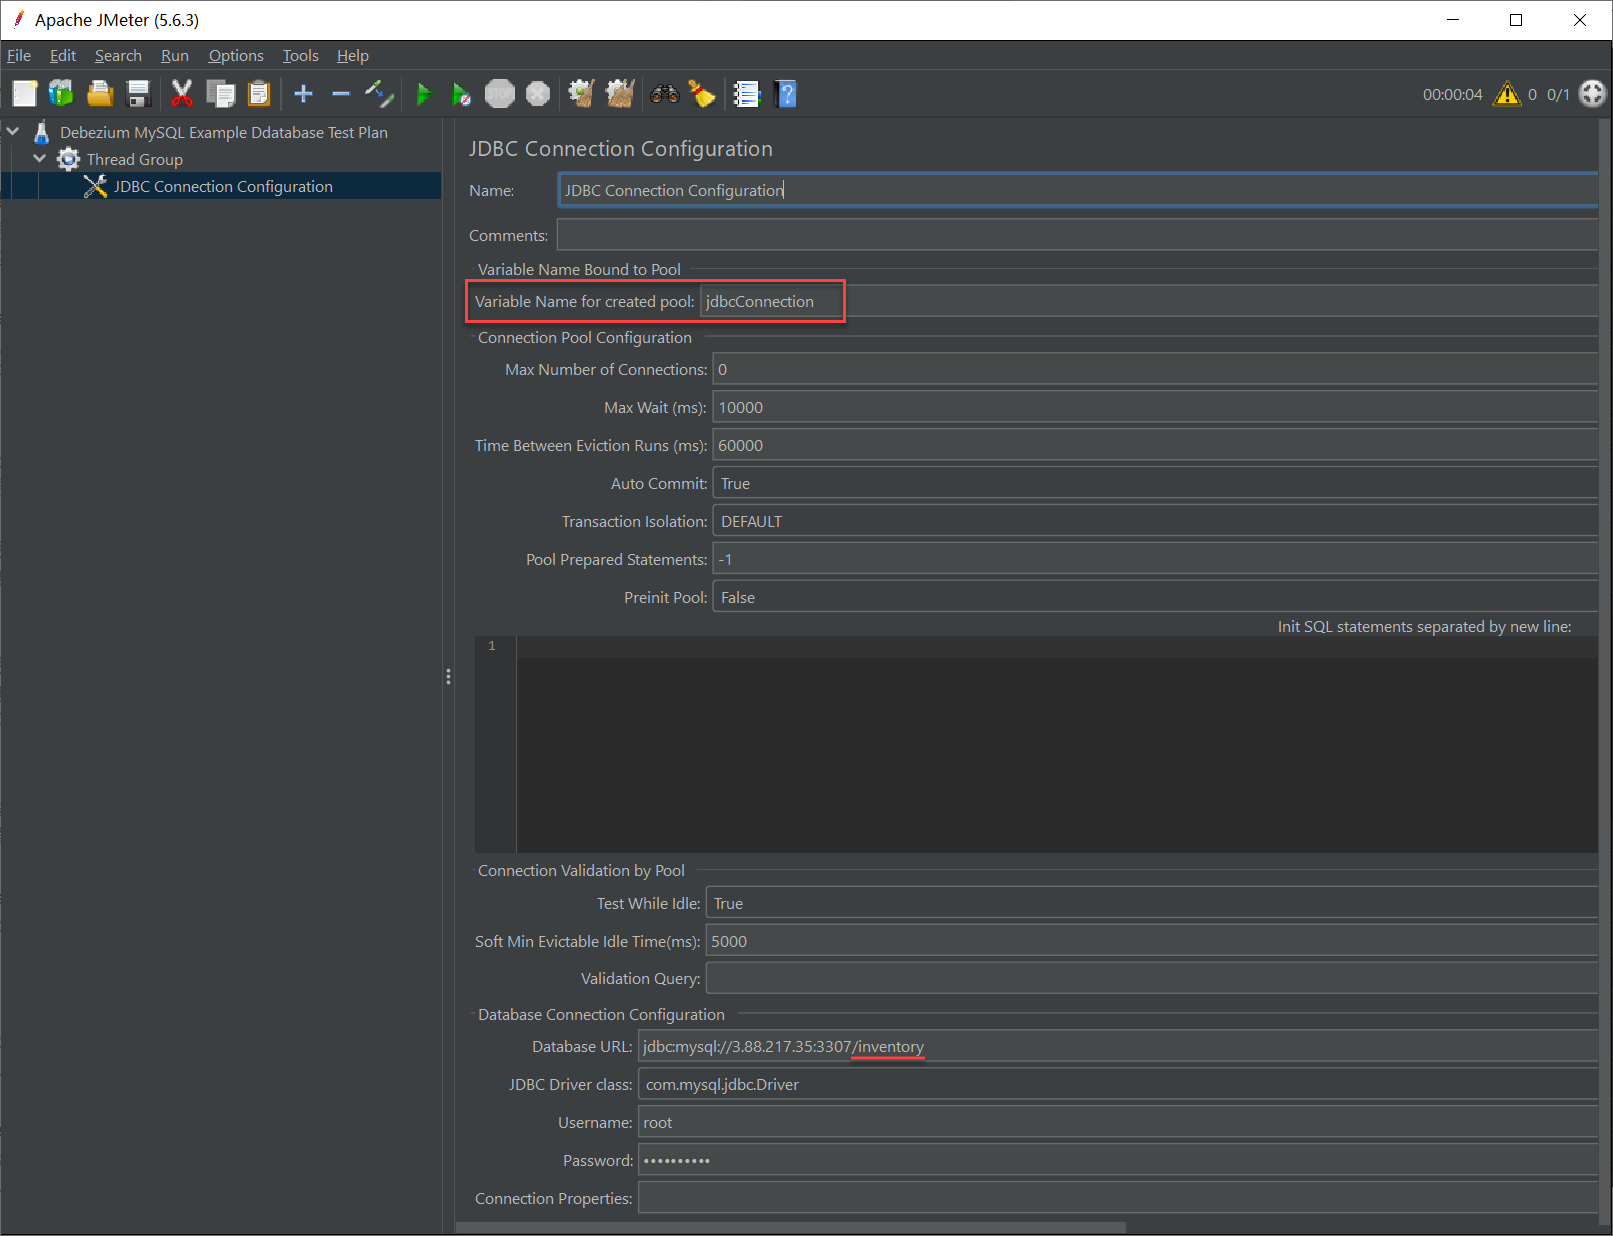 Apache JMeter (5.6.3)
File Edit Search Run Options Tools Help
STOP
00:00:04 0 0/1
Debezium MySQL Example Ddatabase Test Plan
Thread Group
JDBC Connection Configuration
JDBC Connection Configuration
Name: JDBC Connection Configuration
Comments:
Variable Name Bound to Pool
Variable Name for created pool: jdbcConnection
Connection Pool Configuration
Max Number of Connections: 0
Max Wait (ms): 10000
Time Between Eviction Runs (ms): 60000
Auto Commit: True
Transaction Isolation: DEFAULT
Pool Prepared Statements: -1
Preinit Pool: False
Init SQL statements separated by new line:
1
Connection Validation by Pool
Test While Idle: True
Soft Min Evictable Idle Time(ms): 5000
Validation Query:
Database Connection Configuration
Database URL: jdbc:mysql://3.88.217.35:3307/inventory
JDBC Driver class: com.mysql.jdbc.Driver
Username: root
Password: ••••••••••
Connection Properties: